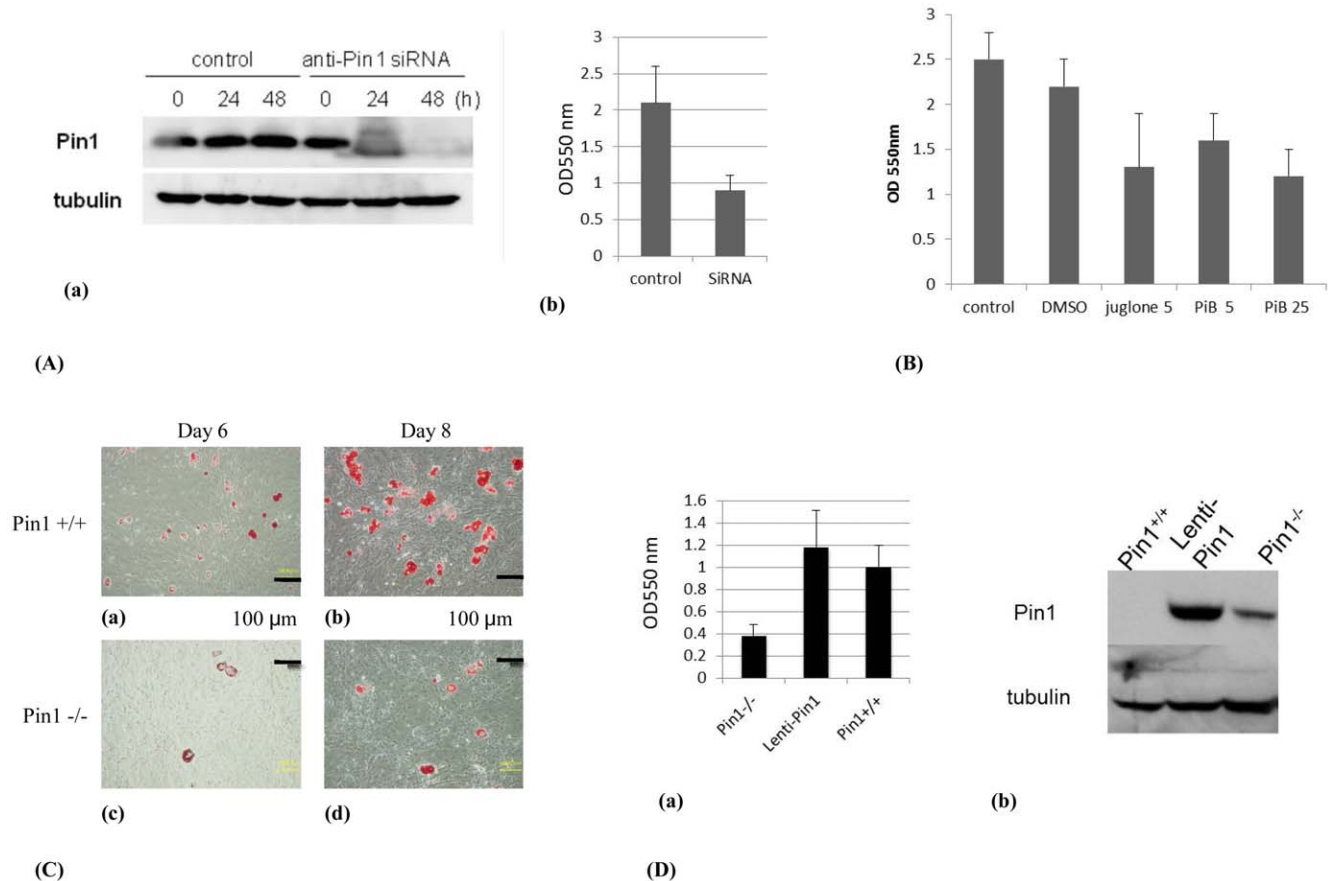 control anti-Pin1 siRNA
0 24 48 0 24 48 (h)
Pin1
tubulin
(a)
3
2.5
2
1.5
1
0.5
0
OD550 nm
control SiRNA
(b)
3
2.5
2
1.5
1
0.5
0
OD 550nm
control DMSO juglone 5 PiB 5 PiB 25
(A)
(B)
Day 6 Day 8
Pin1 +/+
(a) 100 µm (b) 100 µm
Pin1 -/-
(c) (d)
(C)
1.6
1.4
1.2
1
0.8
0.6
0.4
0.2
0
OD550 nm
Pin1-/- Lenti-Pin1 Pin1+/+
(a)
Pin1+/+ Lenti-
Pin1 Pin1-/-
Pin1
tubulin
(b)
(D)